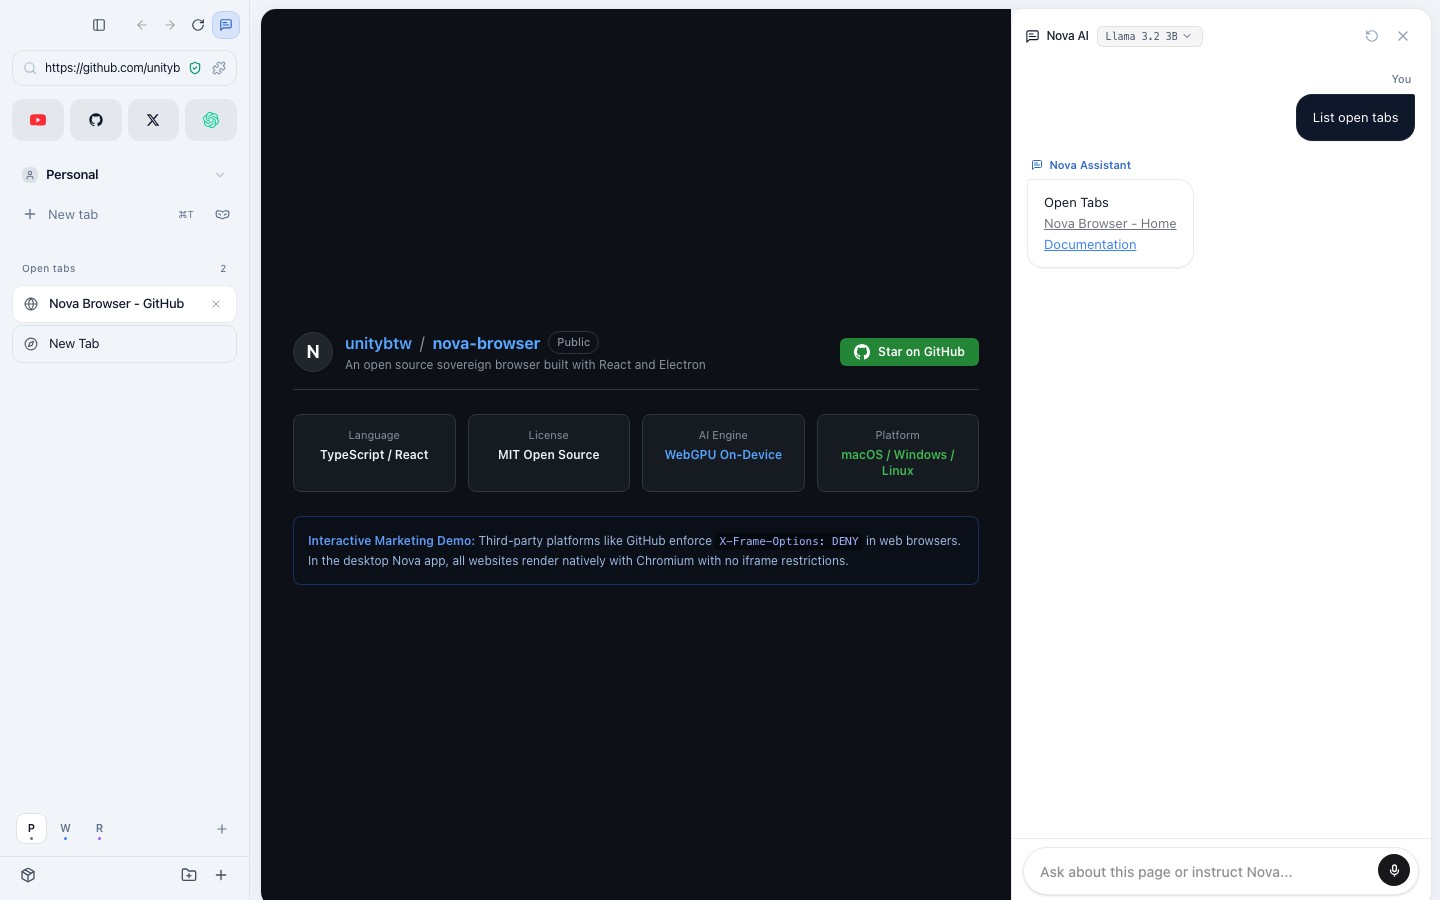 https://github.com/unityb
Personal
New tab
⌘T
Open tabs
2
Nova Browser - GitHub
New Tab
P
W
R
N
unitybtw / nova-browser
Public
An open source sovereign browser built with React and Electron
Star on GitHub
Language
TypeScript / React
License
MIT Open Source
AI Engine
WebGPU On-Device
Platform
macOS / Windows /
Linux
Interactive Marketing Demo: Third-party platforms like GitHub enforce X-Frame-Options: DENY in web browsers.
In the desktop Nova app, all websites render natively with Chromium with no iframe restrictions.
Nova AI
Llama 3.2 3B
You
List open tabs
Nova Assistant
Open Tabs
Nova Browser - Home
Documentation
Ask about this page or instruct Nova...